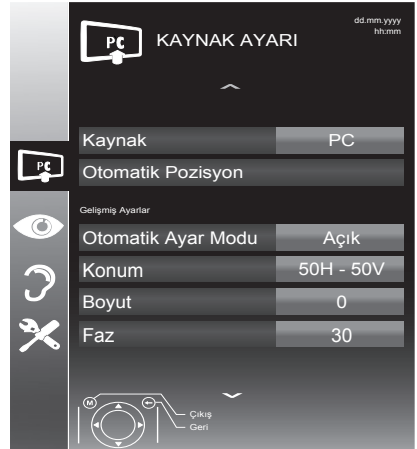 dd.mm.yyyy
hh:mm
PC KAYNAK AYARI
Kaynak PC
PC
Otomatik Pozisyon
Gelişmiş Ayarlar
Otomatik Ayar Modu Açık
Konum 50H - 50V
Boyut 0
Faz 30
M
Çıkış
Geri